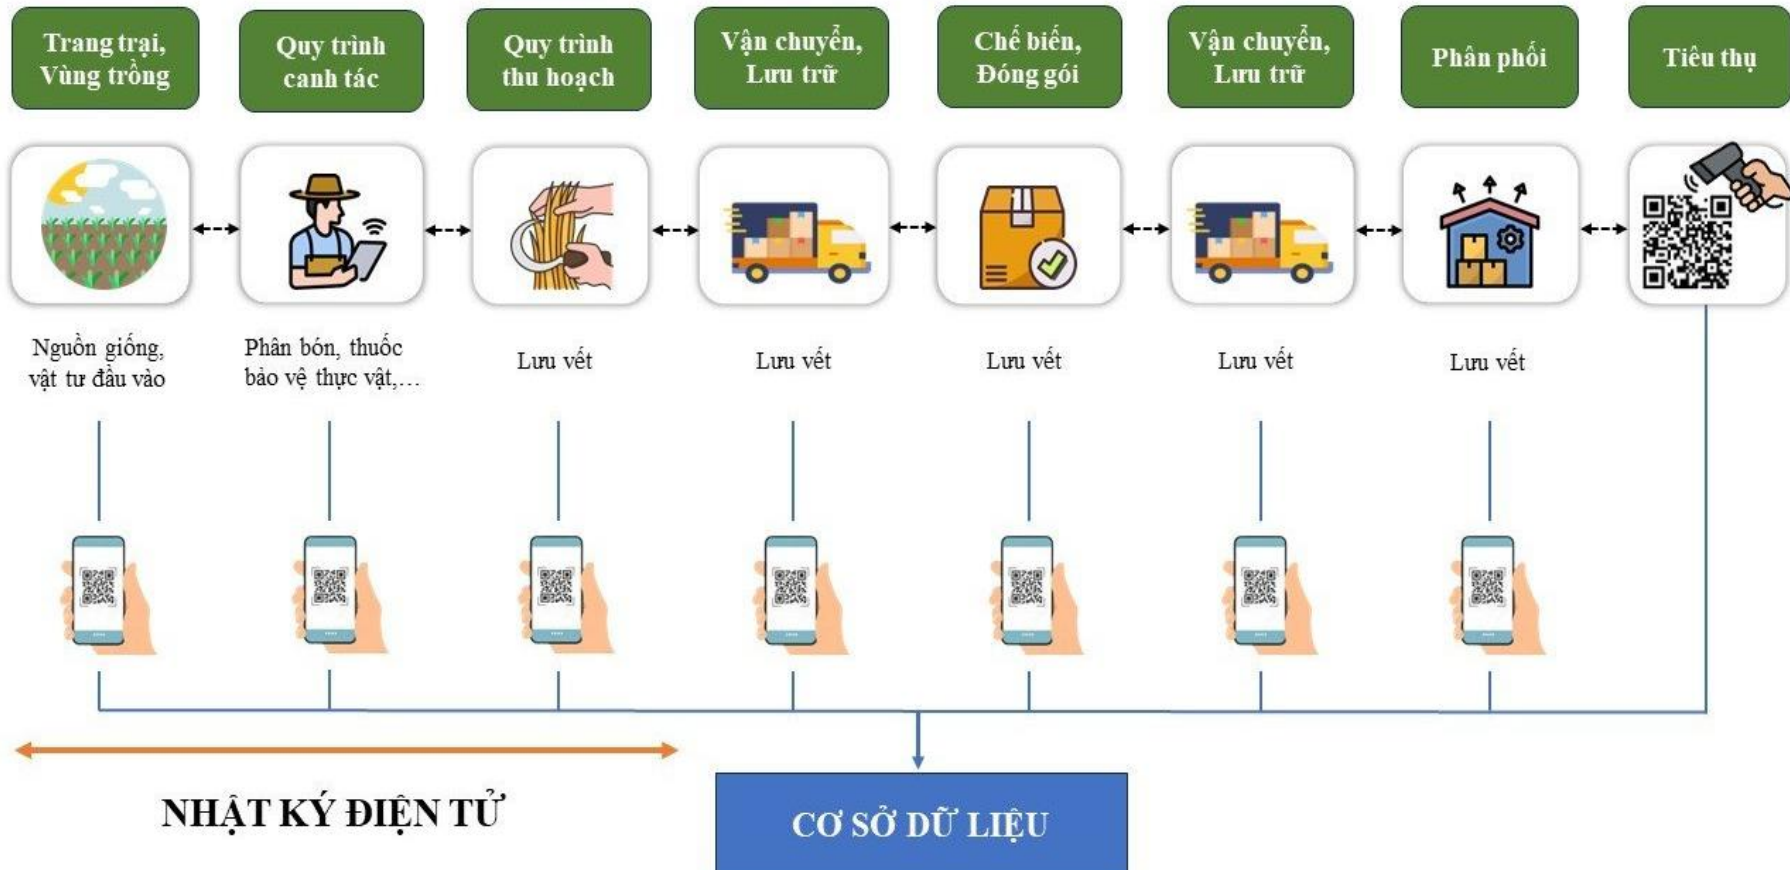 Trang trại,
Vùng trồng
Quy trình
canh tác
Quy trình
thu hoạch
Vận chuyển,
Lưu trữ
Chế biến,
Đóng gói
Vận chuyển,
Lưu trữ
Phân phối
Tiêu thụ
Nguồn giống,
vật tư đầu vào
Phân bón, thuốc
bảo vệ thực vật,…
Lưu vết
Lưu vết
Lưu vết
Lưu vết
Lưu vết
NHẬT KÝ ĐIỆN TỬ
CƠ SỞ DỮ LIỆU